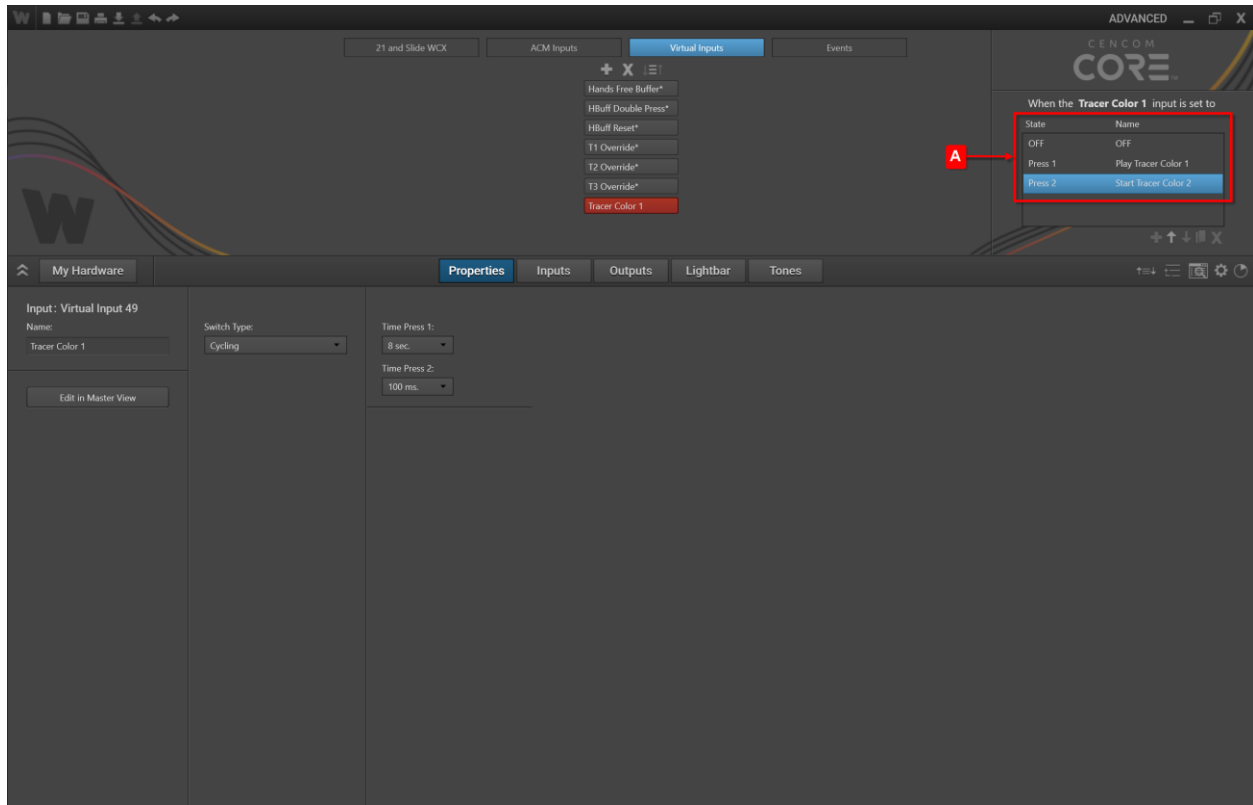 W
ADVANCED
21 and Slide WCX
ACM Inputs
Virtual Inputs
Events
CENCOM
CORE™
Hands Free Buffer*
HBuff Double Press*
HBuff Reset*
T1 Override*
T2 Override*
T3 Override*
Tracer Color 1
When the Tracer Color 1 input is set to
State Name
OFF OFF
Press 1 Play Tracer Color 1
Press 2 Start Tracer Color 2
A
W
My Hardware
Properties
Inputs
Outputs
Lightbar
Tones
Input: Virtual Input 49
Name:
Tracer Color 1
Edit in Master View
Switch Type:
Cycling
Time Press 1:
8 sec.
Time Press 2:
100 ms.